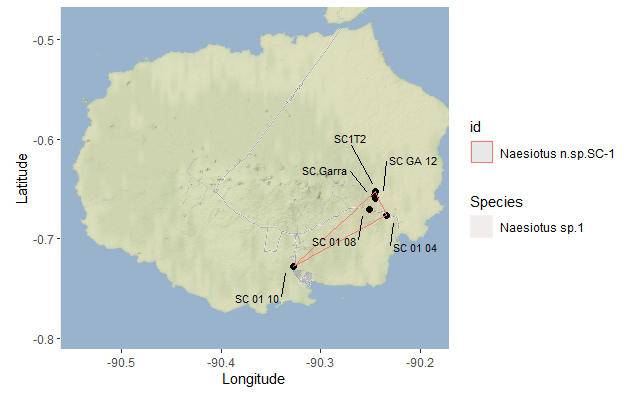 -0.5
-0.6
-0.7
-0.8
Latitude
SC1T2
SC GA 12
SC Garra
SC 01 08
SC 01 04
SC 01 10
-90.5
-90.4
-90.3
-90.2
Longitude
id
Naesiotus n.sp.SC-1
Species
Naesiotus sp.1